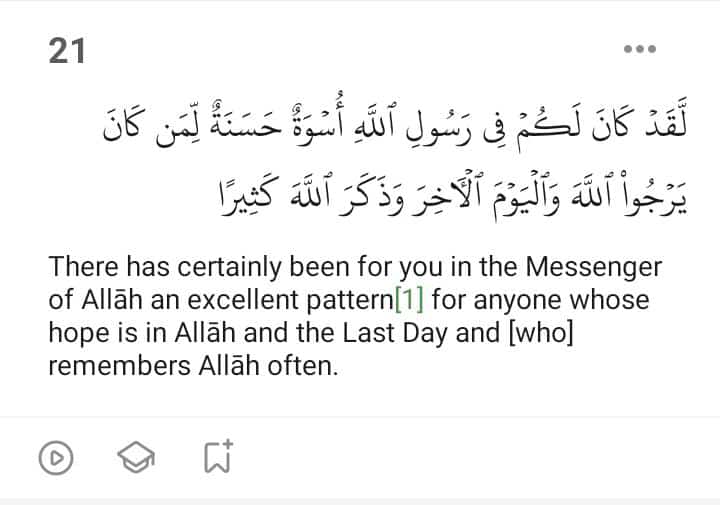 21
لَّقَدۡ كَانَ لَكُمۡ فِي رَسُولِ ٱللَّهِ أُسۡوَةٌ حَسَنَةٌ لِّمَن كَانَ
يَرۡجُواْ ٱللَّهَ وَٱلۡيَوۡمَ ٱلۡأٓخِرَ وَذَكَرَ ٱللَّهَ كَثِيرٗا
There has certainly been for you in the Messenger
of Allāh an excellent pattern[1] for anyone whose
hope is in Allāh and the Last Day and [who]
remembers Allāh often.